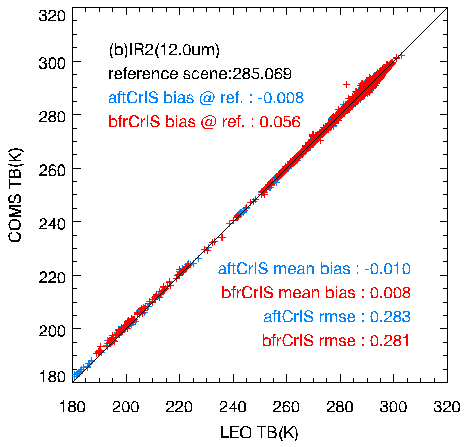 (b)IR2(12.0um)
reference scene:285.069
aftCrIS bias @ ref. : -0.008
bfrCrIS bias @ ref. : 0.056
aftCrIS mean bias : -0.010
bfrCrIS mean bias : 0.008
aftCrIS rmse : 0.283
bfrCrIS rmse : 0.281
COMS TB(K)
320
300
280
260
240
220
200
180
180 200 220 240 260 280 300 320
LEO TB(K)